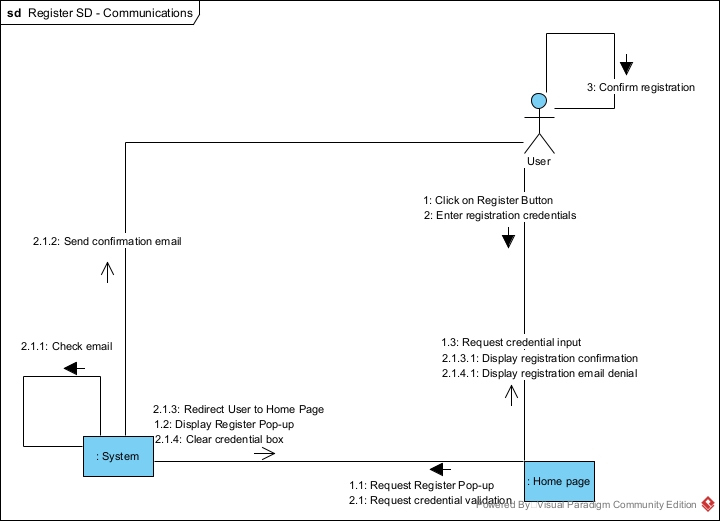 sd Register SD - Communications
3: Confirm registration
User
1: Click on Register Button
2: Enter registration credentials
2.1.2: Send confirmation email
2.1.1: Check email
1.3: Request credential input
2.1.3.1: Display registration confirmation
2.1.4.1: Display registration email denial
2.1.3: Redirect User to Home Page
1.2: Display Register Pop-up
2.1.4: Clear credential box
: System
: Home page
1.1: Request Register Pop-up
2.1: Request credential validation
Powered By Visual Paradigm Community Edition